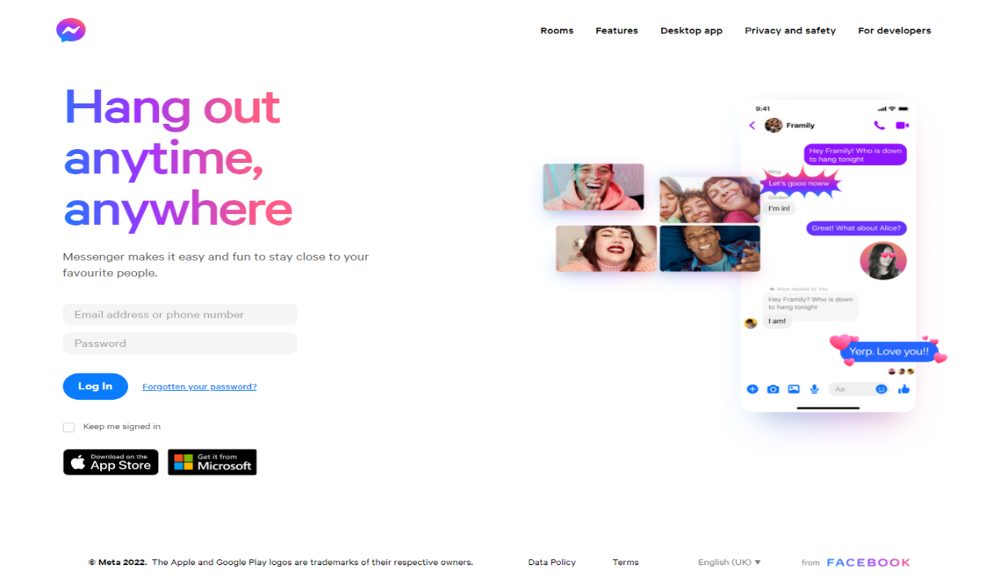 Rooms Features Desktop app Privacy and safety For developers
Hang out
anytime,
anywhere
Messenger makes it easy and fun to stay close to your
favourite people.
Email address or phone number
Password
Log In Forgotten your password?
Keep me signed in
Download on the
App Store
Get it from
Microsoft
9:41
Framily
Hey Framily! Who is down
to hang tonight
Ning
Let's gooo noww
Gordon
I'm in!
Great! What about Alice?
Alice replied to You
Hey Framily? Who is down
to hang tonight
I am!
Yerp. Love you!!
Aa
© Meta 2022. The Apple and Google Play logos are trademarks of their respective owners.
Data Policy Terms English (UK) ▼ from FACEBOOK